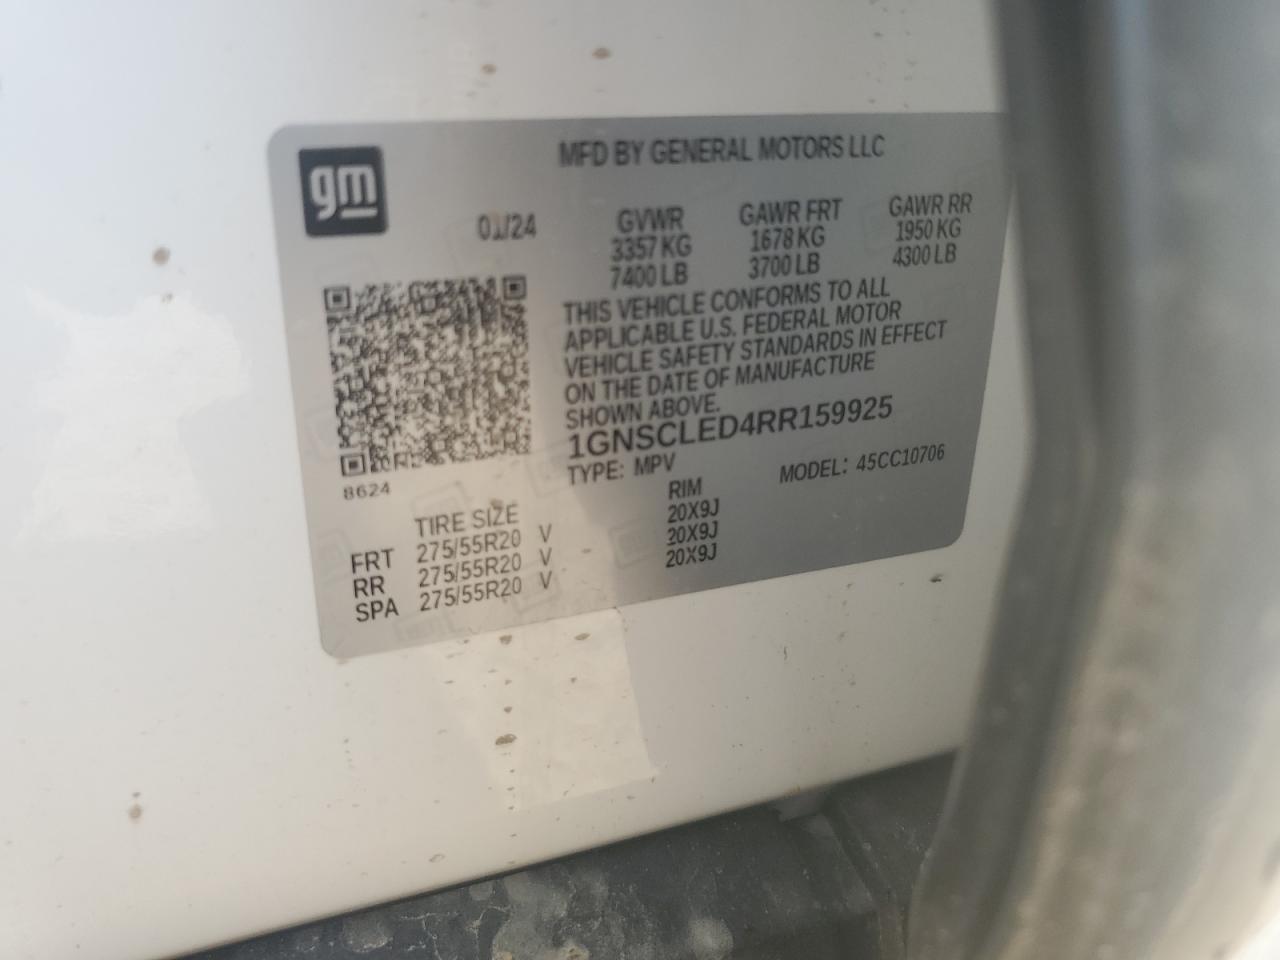 gm
MFD BY GENERAL MOTORS LLC
01/24
GVWR
3357 KG
7400 LB
GAWR FRT
1678 KG
3700 LB
GAWR RR
1950 KG
4300 LB
THIS VEHICLE CONFORMS TO ALL
APPLICABLE U.S. FEDERAL MOTOR
VEHICLE SAFETY STANDARDS IN EFFECT
ON THE DATE OF MANUFACTURE
SHOWN ABOVE.
1GNSCLED4RR159925
TYPE: MPV
MODEL: 45CC10706
8624
TIRE SIZE
RIM
FRT 275/55R20 V 20X9J
RR 275/55R20 V 20X9J
SPA 275/55R20 V 20X9J